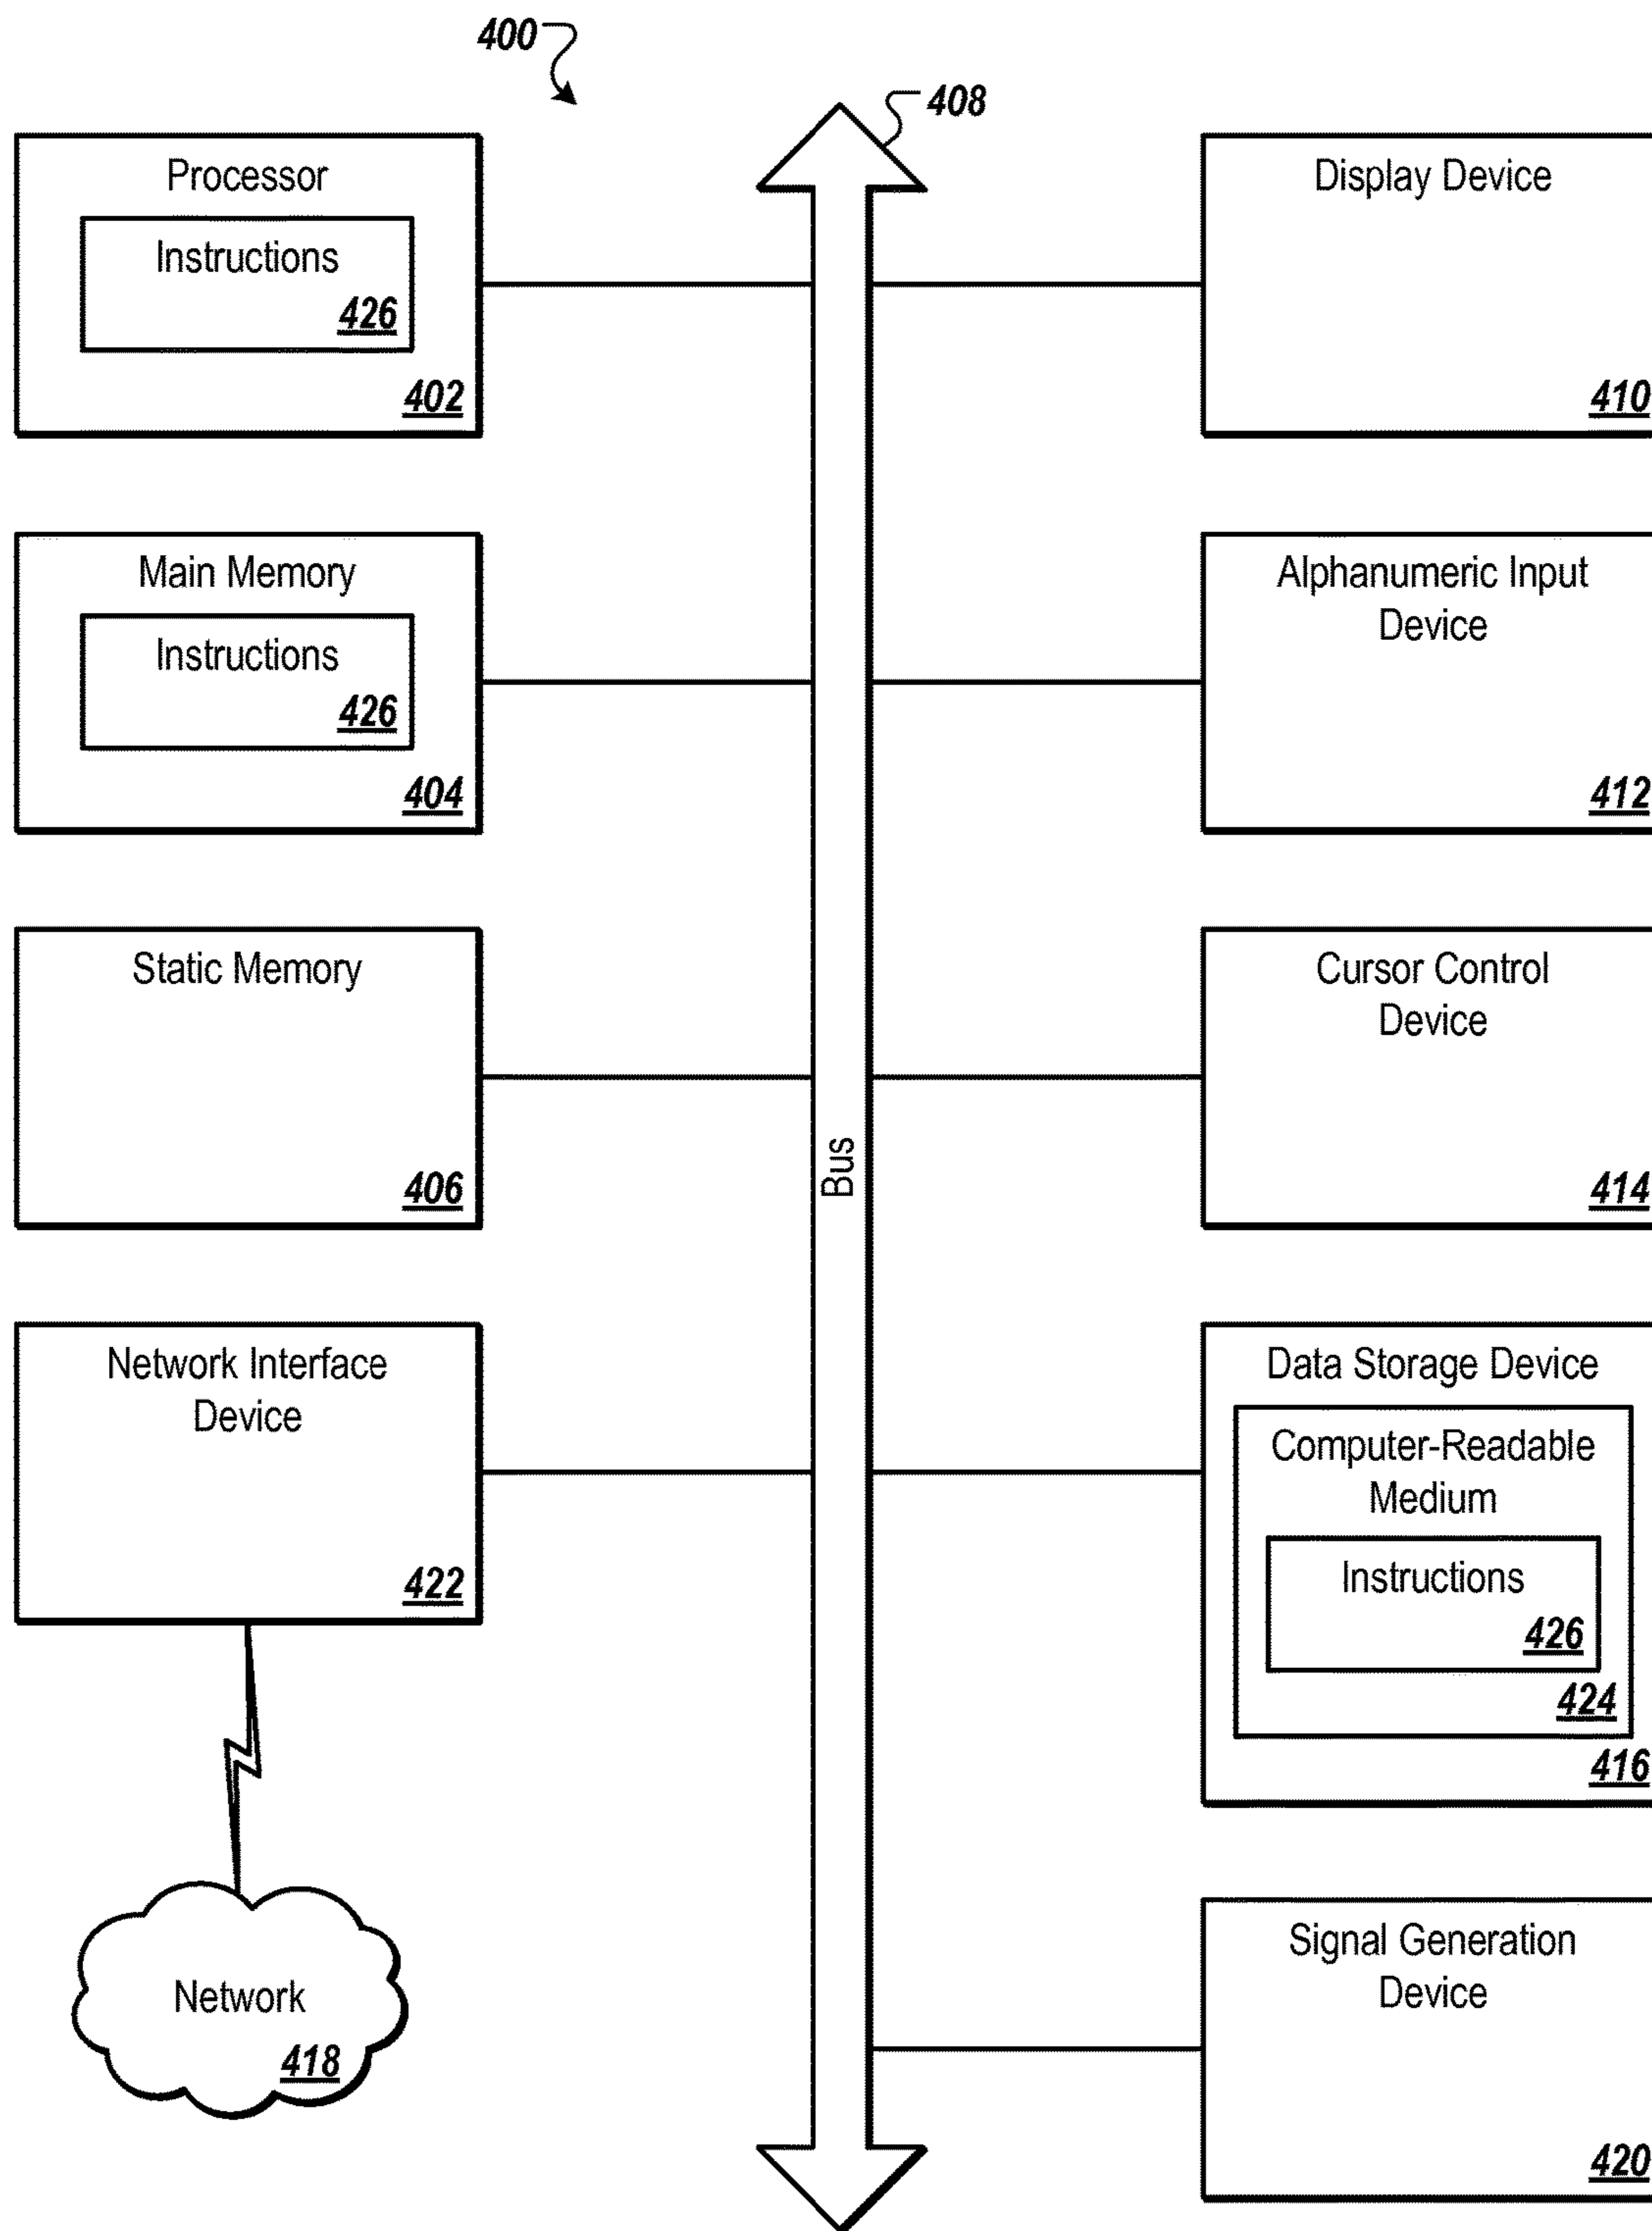 400
408
Processor
Instructions
426
402
Display Device
410
Main Memory
Instructions
426
404
Alphanumeric Input
Device
412
Static Memory
406
Cursor Control
Device
414
Bus
Network Interface
Device
422
Data Storage Device
Computer-Readable
Medium
Instructions
426
424
416
Network
418
Signal Generation
Device
420